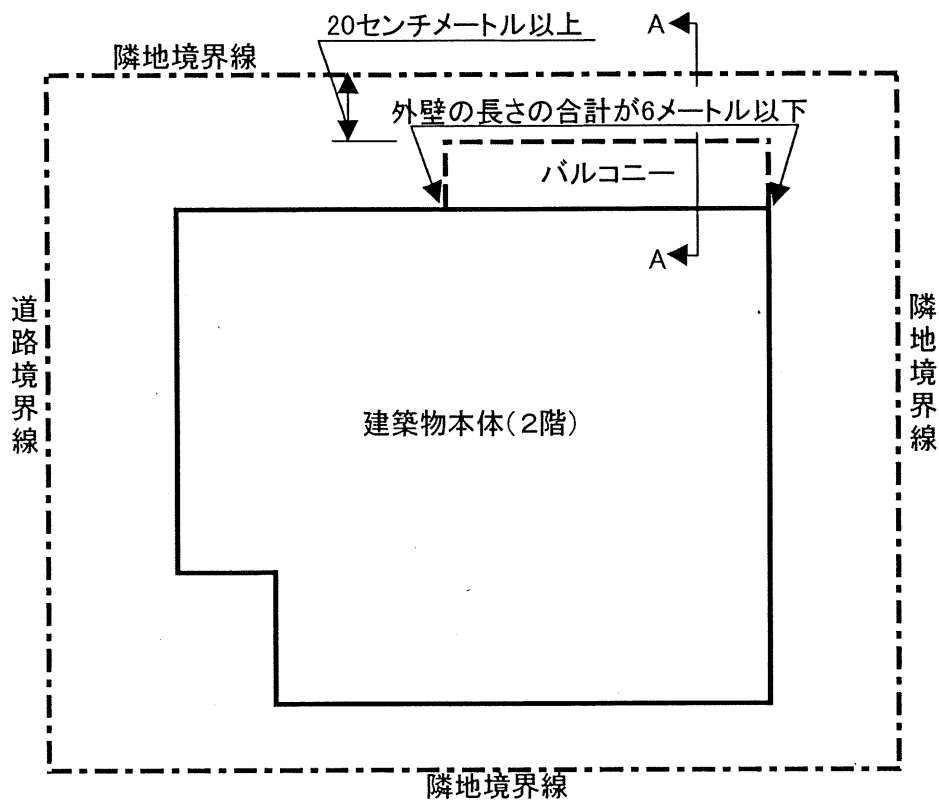 20センチメートル以上
A
隣地境界線
外壁の長さの合計が6メートル以下
バルコニー
A
道路境界線
隣地境界線
建築物本体(2階)
隣地境界線